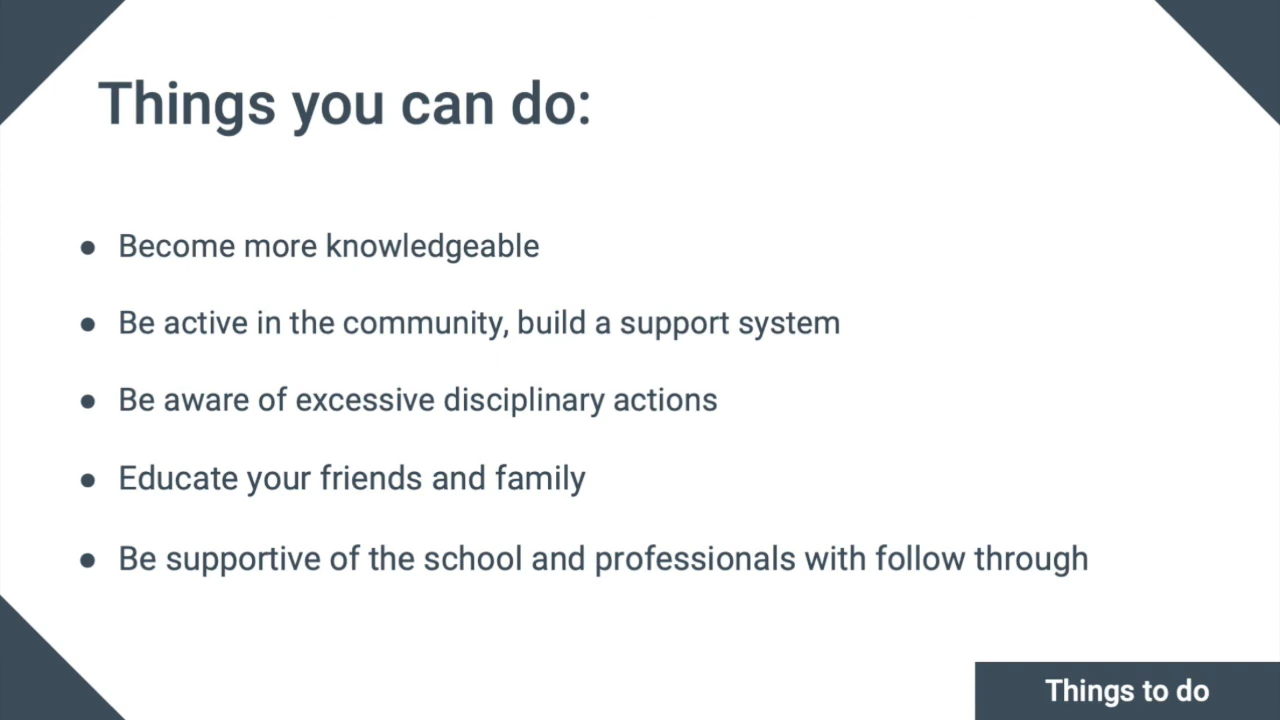 Things you can do:
● Become more knowledgeable
● Be active in the community, build a support system
● Be aware of excessive disciplinary actions
● Educate your friends and family
● Be supportive of the school and professionals with follow through
Things to do